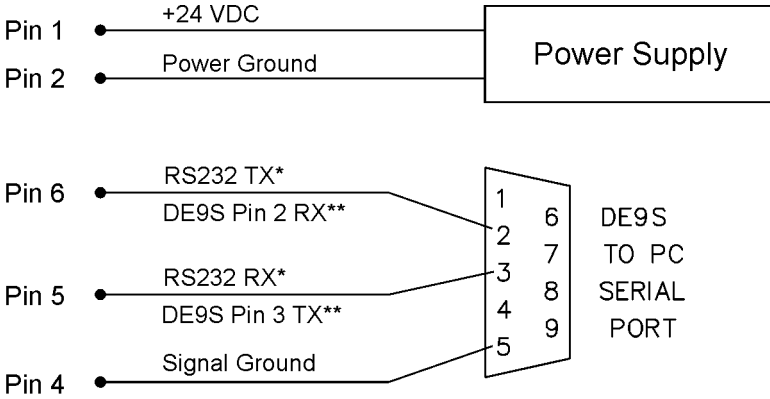 Pin 1
+24 VDC
Pin 2
Power Ground
Power Supply
Pin 6
RS232 TX*
DE9S Pin 2 RX**
Pin 5
RS232 RX*
DE9S Pin 3 TX**
Pin 4
Signal Ground
1
2
3
4
5
6
7
8
9
DE9S
TO PC
SERIAL
PORT